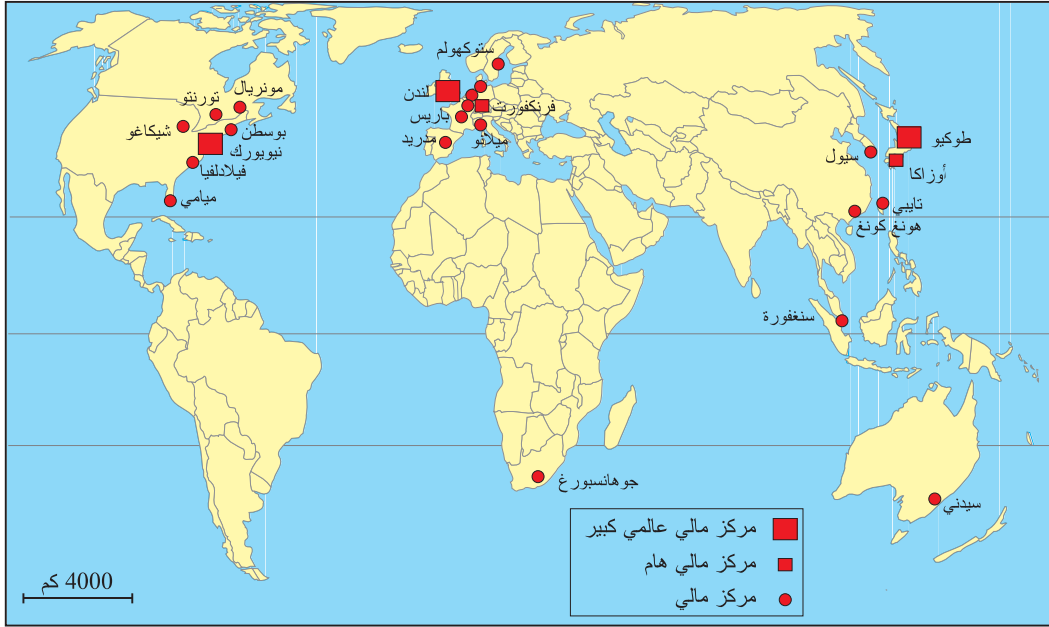 ستوكهولم
لندن
فرنكفورت
باريس
ميلانو
مدريد
مونريال
تورنتو
شيكاغو
بوسطن
نيويورك
فيلادلفيا
ميامي
طوكيو
سيول
أوزاكا
تايبي
هونغ كونغ
سنغفورة
جوهانسبورغ
سيدني
مركز مالي عالمي كبير
مركز مالي هام
مركز مالي
4000 كم